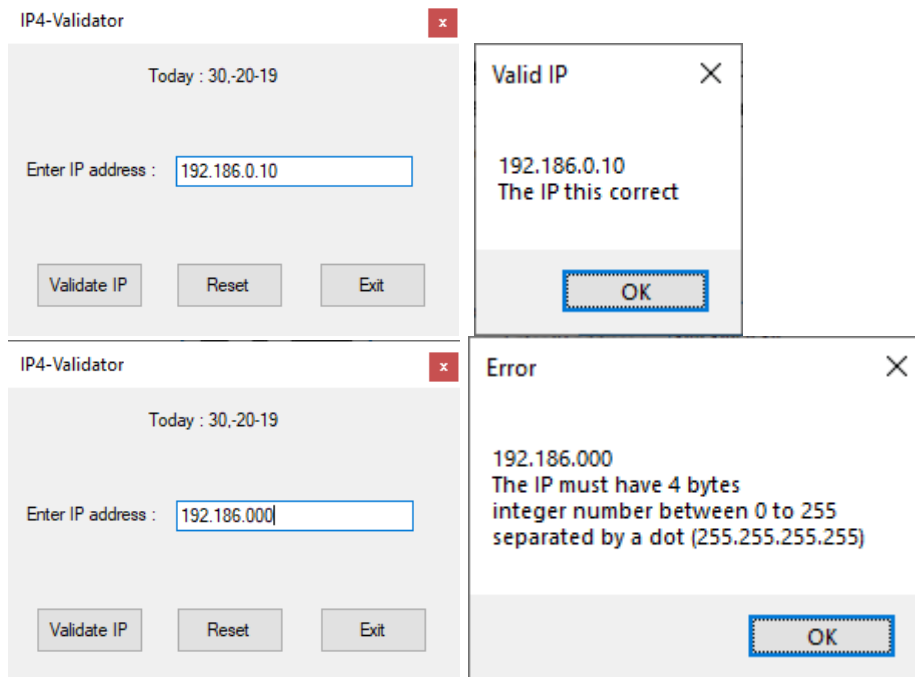 IP4-Validator
x
Today : 30,-20-19
Enter IP address :
192.186.0.10
Validate IP
Reset
Exit
Valid IP
192.186.0.10
The IP this correct
OK
IP4-Validator
x
Today : 30,-20-19
Enter IP address :
192.186.000
Validate IP
Reset
Exit
Error
192.186.000
The IP must have 4 bytes
integer number between 0 to 255
separated by a dot (255.255.255.255)
OK